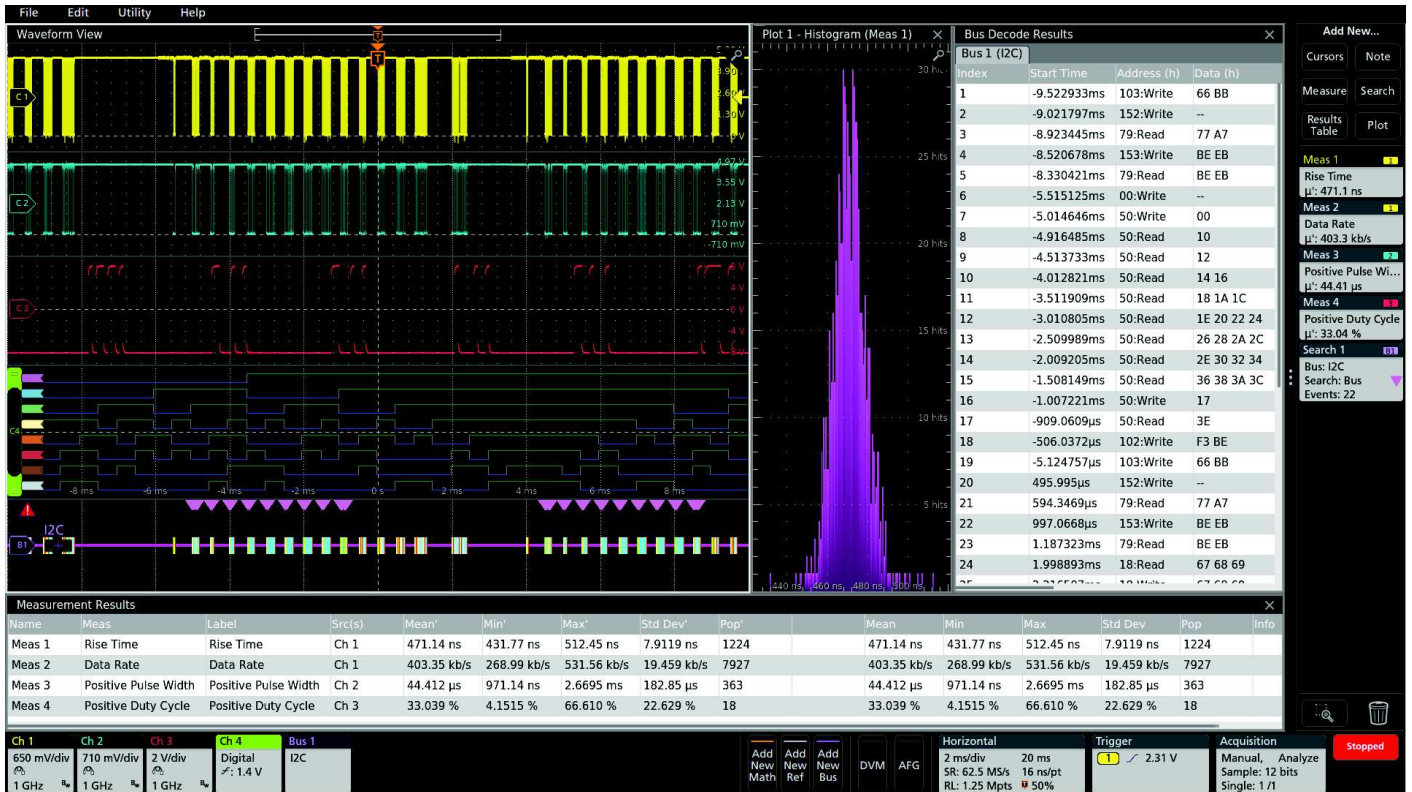 File Edit Utility Help
Waveform View
C 1
3.90
2.60 V
1.30 V
0 V
C 2
4.97 V
3.55 V
2.13 V
710 mV
-710 mV
C 3
4 V
-4 V
C4
-8 ms -6 ms -4 ms -2 ms 0 s 2 ms 4 ms 6 ms 8 ms
I2C
B1
Plot 1 - Histogram (Meas 1)
30 hit
25 hits
20 hits
15 hits
10 hits
5 hits
440 ns 460 ns 480 ns 500 ns
Bus Decode Results
Bus 1 (I2C)
Index Start Time Address (h) Data (h)
1 -9.522933ms 103:Write 66 BB
2 -9.021797ms 152:Write --
3 -8.923445ms 79:Read 77 A7
4 -8.520678ms 153:Write BE EB
5 -8.330421ms 79:Read BE EB
6 -5.515125ms 00:Write --
7 -5.014646ms 50:Write 00
8 -4.916485ms 50:Read 10
9 -4.513733ms 50:Read 12
10 -4.012821ms 50:Read 14 16
11 -3.511909ms 50:Read 18 1A 1C
12 -3.010805ms 50:Read 1E 20 22 24
13 -2.509989ms 50:Read 26 28 2A 2C
14 -2.009205ms 50:Read 2E 30 32 34
15 -1.508149ms 50:Read 36 38 3A 3C
16 -1.007221ms 50:Write 17
17 -909.0609µs 50:Read 3E
18 -506.0372µs 102:Write F3 BE
19 -5.124757µs 103:Write 66 BB
20 495.995µs 152:Write --
21 594.3469µs 79:Read 77 A7
22 997.0668µs 153:Write BE EB
23 1.187323ms 79:Read BE EB
24 1.998893ms 18:Read 67 68 69
Add New...
Cursors Note
Measure Search
Results Table Plot
Meas 1 1
Rise Time
µ': 471.1 ns
Meas 2 1
Data Rate
µ': 403.3 kb/s
Meas 3 2
Positive Pulse Wi...
µ': 44.41 µs
Meas 4 3
Positive Duty Cycle
µ': 33.04 %
Search 1 B1
Bus: I2C
Search: Bus
Events: 22
Measurement Results
Name Meas Label Src(s) Mean' Min' Max' Std Dev' Pop' Mean Min Max Std Dev Pop Info
Meas 1 Rise Time Rise Time Ch 1 471.14 ns 431.77 ns 512.45 ns 7.9119 ns 1224 471.14 ns 431.77 ns 512.45 ns 7.9119 ns 1224
Meas 2 Data Rate Data Rate Ch 1 403.35 kb/s 268.99 kb/s 531.56 kb/s 19.459 kb/s 7927 403.35 kb/s 268.99 kb/s 531.56 kb/s 19.459 kb/s 7927
Meas 3 Positive Pulse Width Positive Pulse Width Ch 2 44.412 µs 971.14 ns 2.6695 ms 182.85 µs 363 44.412 µs 971.14 ns 2.6695 ms 182.85 µs 363
Meas 4 Positive Duty Cycle Positive Duty Cycle Ch 3 33.039 % 4.1515 % 66.610 % 22.629 % 18 33.039 % 4.1515 % 66.610 % 22.629 % 18
Ch 1 Ch 2 Ch 3 Ch 4 Bus 1
650 mV/div 710 mV/div 2 V/div Digital I2C
: 1.4 V
1 GHz Bw 1 GHz Bw 1 GHz Bw
Add New Math
Add New Ref
Add New Bus
DVM
AFG
Horizontal
2 ms/div 20 ms
SR: 62.5 MS/s 16 ns/pt
RL: 1.25 Mpts 50%
Trigger
1 2.31 V
Acquisition
Manual, Analyze
Sample: 12 bits
Single: 1 /1
Stopped